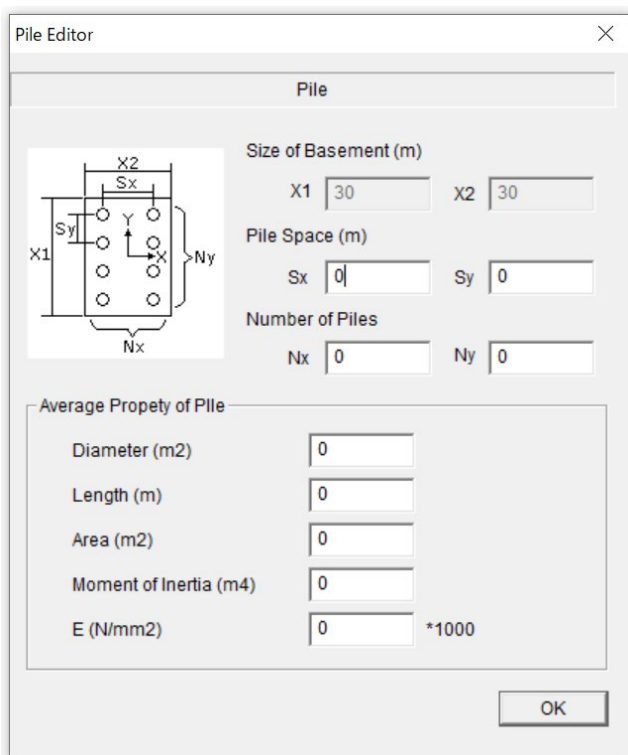 Pile Editor
Pile
X2
Sx
Sy
Y
X1
X
Ny
Nx
Size of Basement (m)
X1 30 X2 30
Pile Space (m)
Sx 0 Sy 0
Number of Piles
Nx 0 Ny 0
Average Propety of PIle
Diameter (m2) 0
Length (m) 0
Area (m2) 0
Moment of Inertia (m4) 0
E (N/mm2) 0 *1000
OK